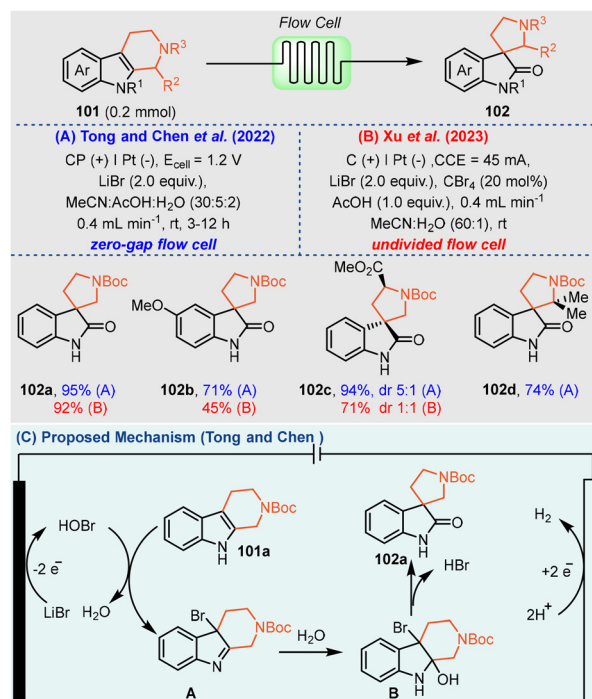 Flow Cell
Ar
N
R¹
NR³
R²
101 (0.2 mmol)
Ar
N
R¹
O
NR³
R²
102
(A) Tong and Chen et al. (2022)
CP (+) I Pt (-), Ecell = 1.2 V
LiBr (2.0 equiv.),
MeCN:AcOH:H₂O (30:5:2)
0.4 mL min⁻¹, rt, 3-12 h
zero-gap flow cell
(B) Xu et al. (2023)
C (+) I Pt (-) ,CCE = 45 mA,
LiBr (2.0 equiv.), CBr₄ (20 mol%)
AcOH (1.0 equiv.), 0.4 mL min⁻¹
MeCN:H₂O (60:1), rt
undivided flow cell
NBoc
O
N
H
102a, 95% (A)
92% (B)
MeO
NBoc
O
N
H
102b, 71% (A)
45% (B)
MeO₂C
NBoc
O
N
H
102c, 94%, dr 5:1 (A)
71% dr 1:1 (B)
NBoc
Me
Me
O
N
H
102d, 74% (A)
(C) Proposed Mechanism (Tong and Chen )
HOBr
-2 e⁻
LiBr
H₂O
NBoc
N
H
101a
Br
NBoc
N
A
H₂O
Br
NBoc
N
H
OH
B
HBr
NBoc
O
N
H
102a
H₂
+2 e⁻
2H⁺